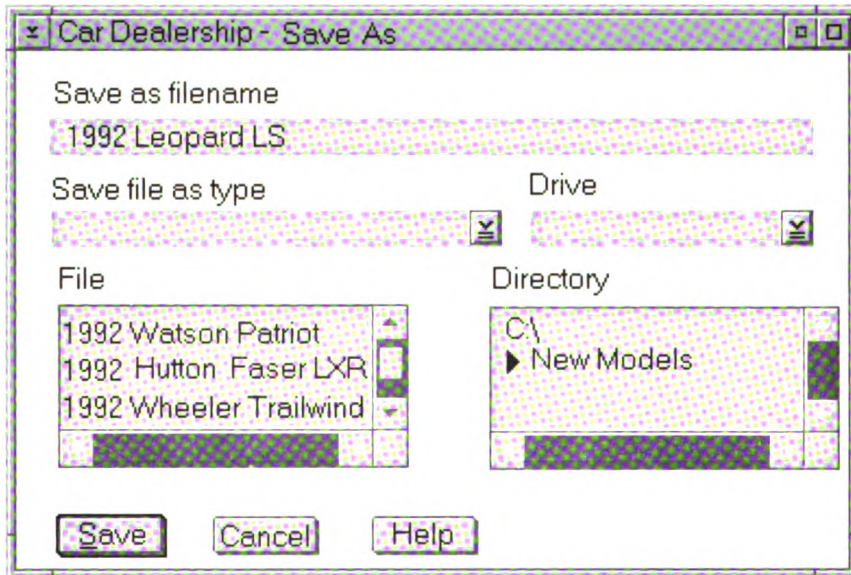 Car Dealership - Save As
Save as filename
1992 Leopard LS
Save file as type
Drive
File
Directory
1992 Watson Patriot
1992 Hutton Faser LXR
1992 Wheeler Trailwind
C:\
New Models
Save
Cancel
Help